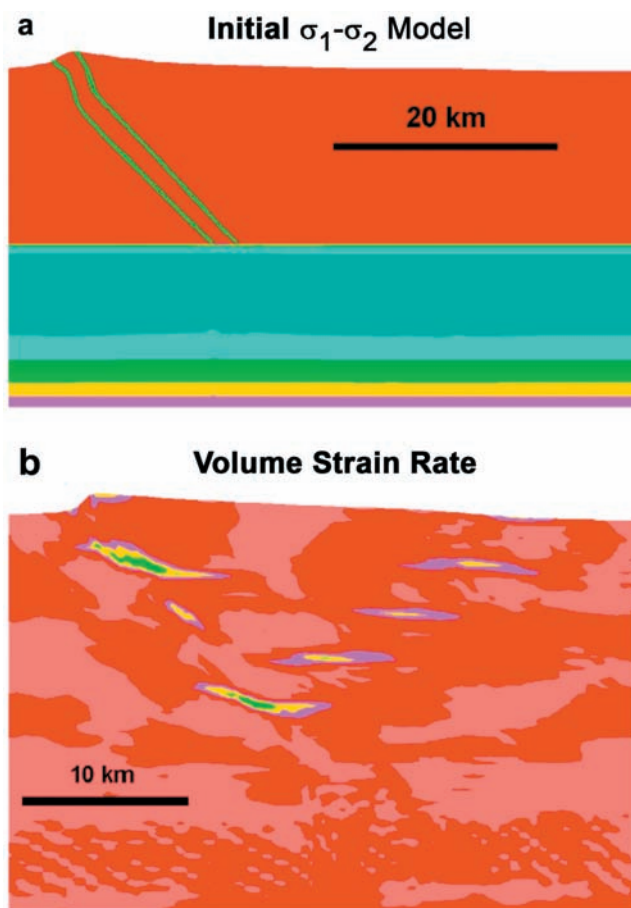 a
Initial σ₁-σ₂ Model
20 km
b
Volume Strain Rate
10 km